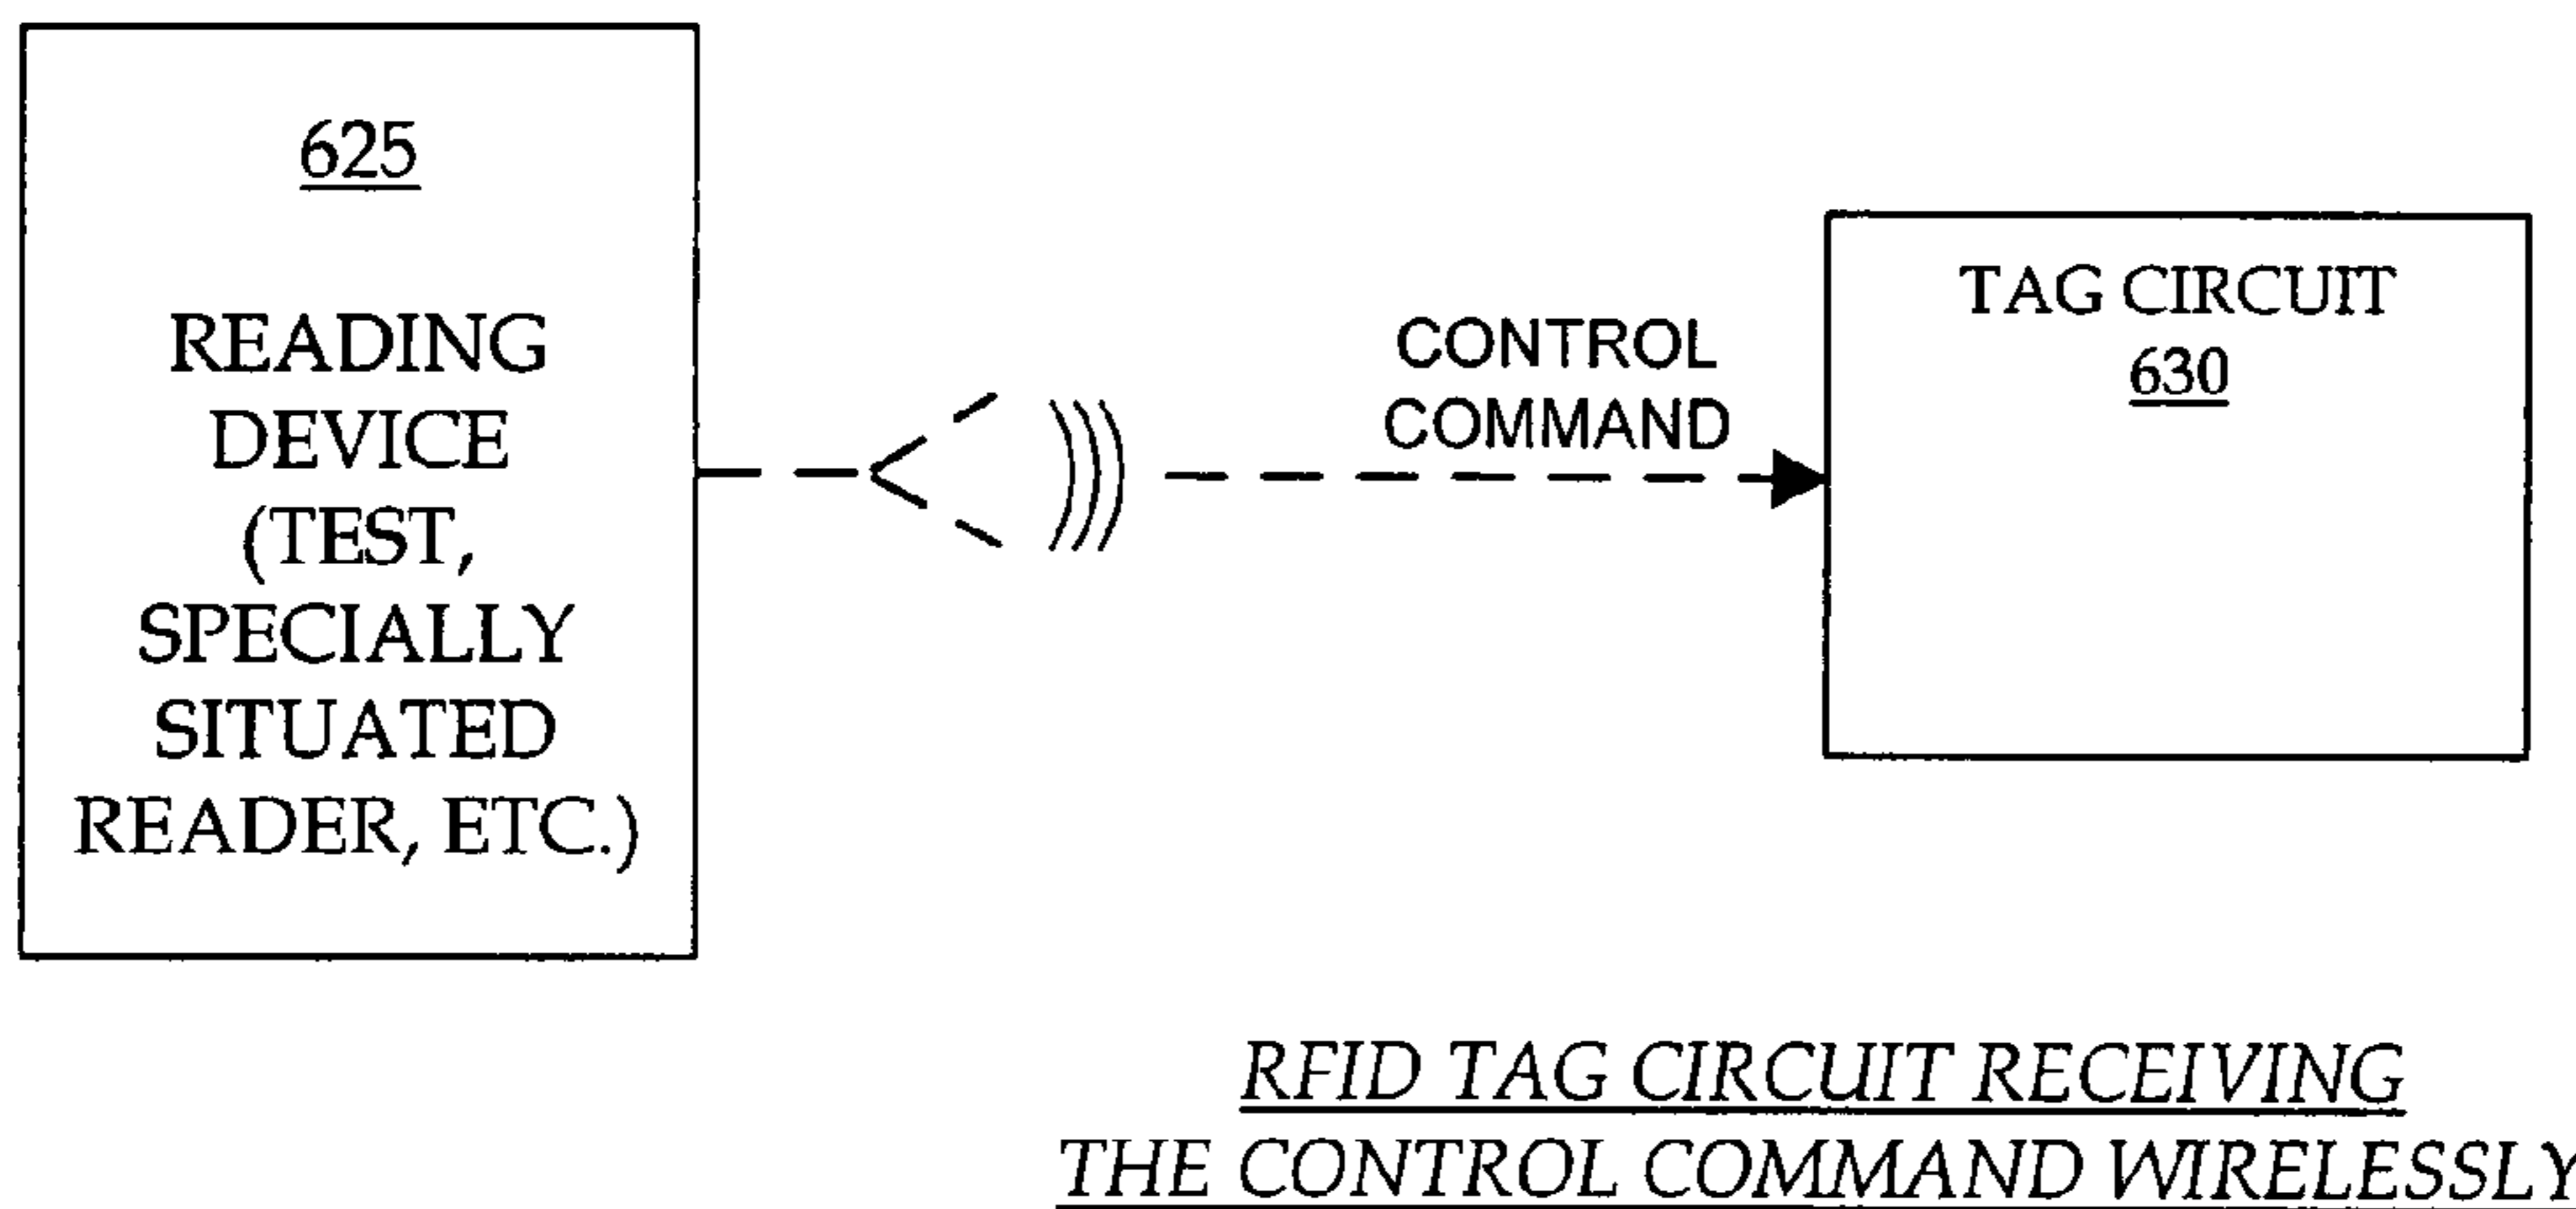 625
READING
DEVICE
(TEST,
SPECIALLY
SITUATED
READER, ETC.)
CONTROL
COMMAND
TAG CIRCUIT
630
RFID TAG CIRCUIT RECEIVING
THE CONTROL COMMAND WIRELESSLY